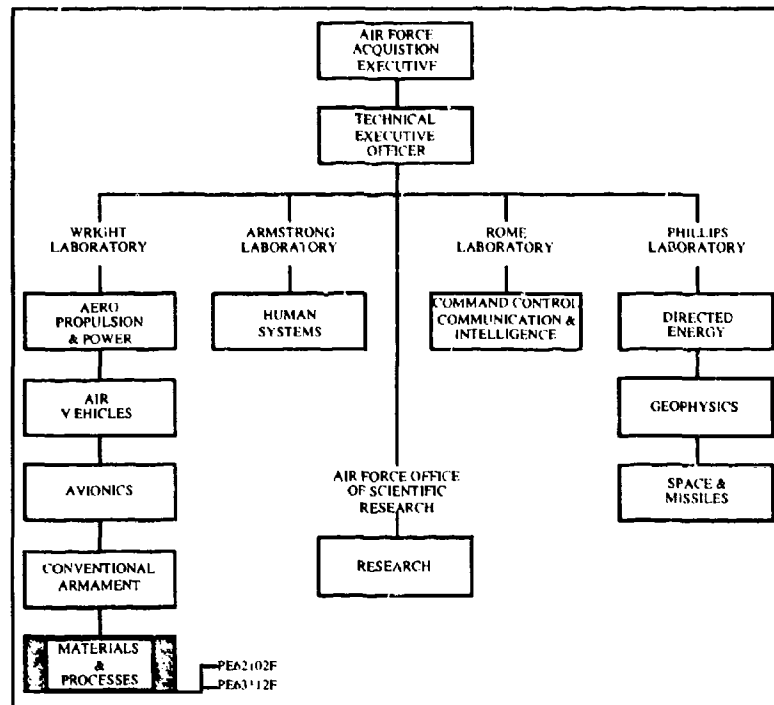 AIR FORCE
ACQUISTION
EXECUTIVE
TECHNICAL
EXECUTIVE
OFFICER
WRIGHT
LABORATORY
ARMSTRONG
LABORATORY
ROME
LABORATORY
PHILLIPS
LABORATORY
AERO
PROPULSION
& POWER
HUMAN
SYSTEMS
COMMAND CONTROL
COMMUNICATION &
INTELLIGENCE
DIRECTED
ENERGY
AIR
VEHICLES
GEOPHYSICS
AVIONICS
AIR FORCE OFFICE
OF SCIENTIFIC
RESEARCH
SPACE &
MISSILES
CONVENTIONAL
ARMAMENT
RESEARCH
MATERIALS
&
PROCESSES
PE62102F